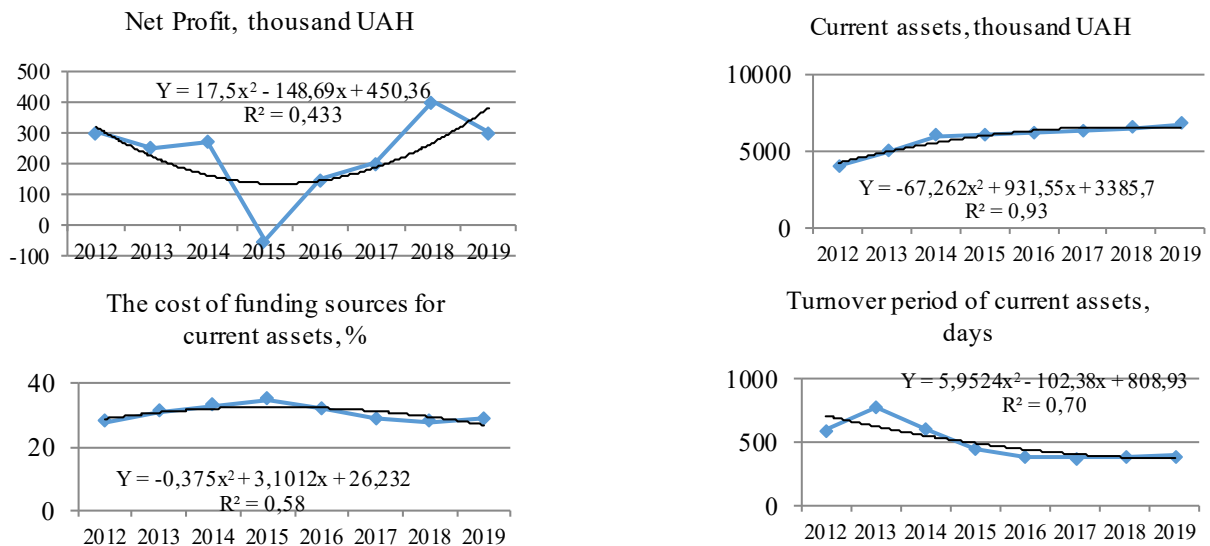 Net Profit, thousand UAH
500
400
300
200
100
0
-100
Y = 17,5x² - 148,69x + 450,36
R² = 0,433
2012 2013 2014 2015 2016 2017 2018 2019
Current assets, thousand UAH
10000
5000
0
Y = -67,262x² + 931,55x + 3385,7
R² = 0,93
2012 2013 2014 2015 2016 2017 2018 2019
The cost of funding sources for
current assets, %
40
20
0
Y = -0,375x² + 3,1012x + 26,232
R² = 0,58
2012 2013 2014 2015 2016 2017 2018 2019
Turnover period of current assets,
days
1000
500
0
Y = 5,9524x² - 102,38x + 808,93
R² = 0,70
2012 2013 2014 2015 2016 2017 2018 2019